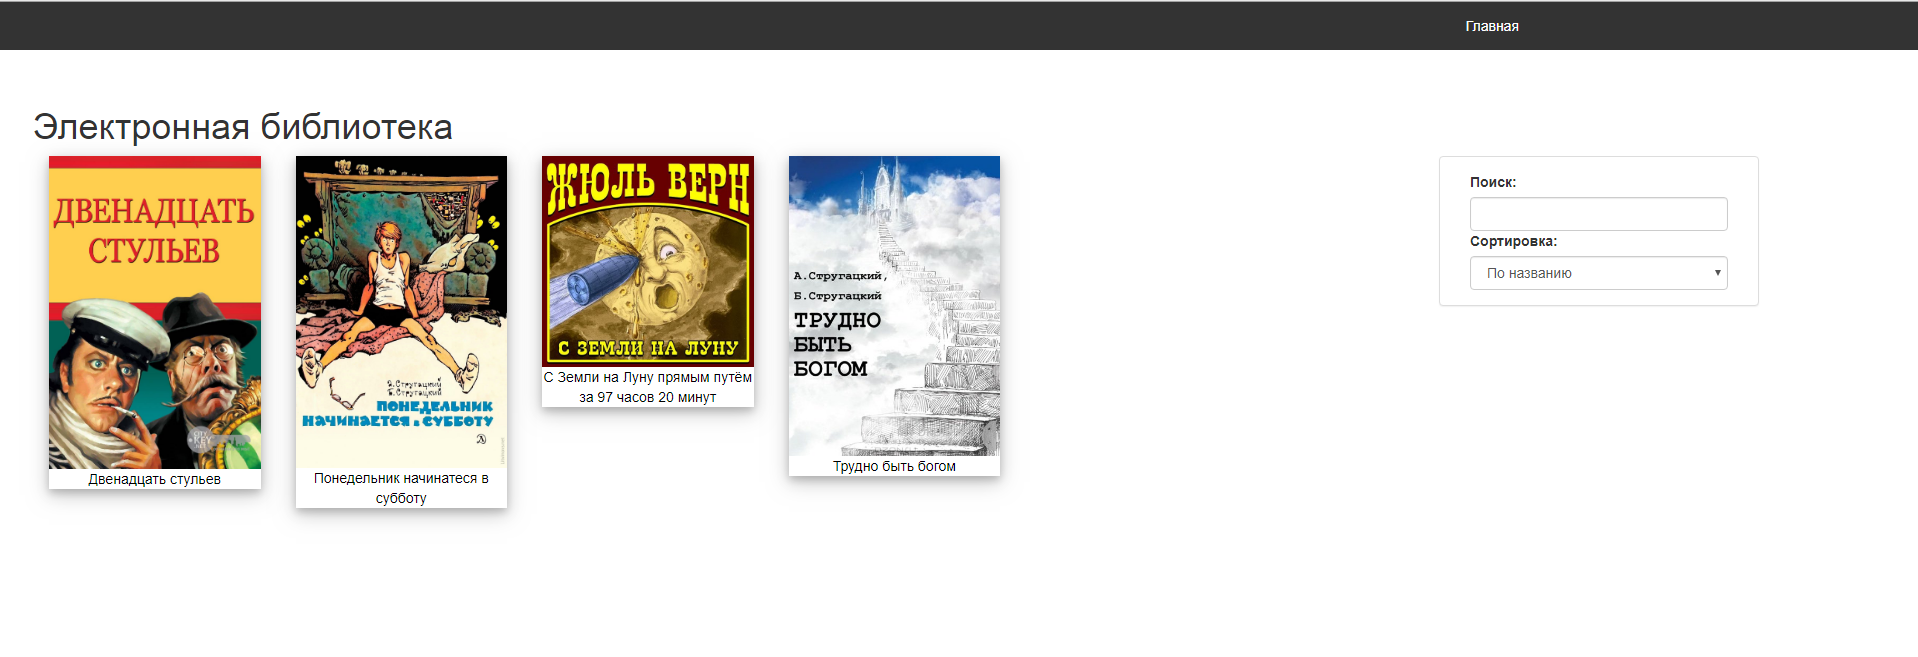 Главная
Электронная библиотека
ДВЕНАДЦАТЬ
СТУЛЬЕВ
Двенадцать стульев
А.Стругацкий
Б.Стругацкий
ПОНЕДЕЛЬНИК
НАЧИНАЕТСЯ в СУББОТУ
Понедельник начинатеся в
субботу
ЖЮЛЬ ВЕРН
С ЗЕМЛИ НА ЛУНУ
С Земли на Луну прямым путём
за 97 часов 20 минут
А.Стругацкий,
Б.Стругацкий
ТРУДНО
БЫТЬ
БОГОМ
Трудно быть богом
Поиск:
Сортировка:
По названию